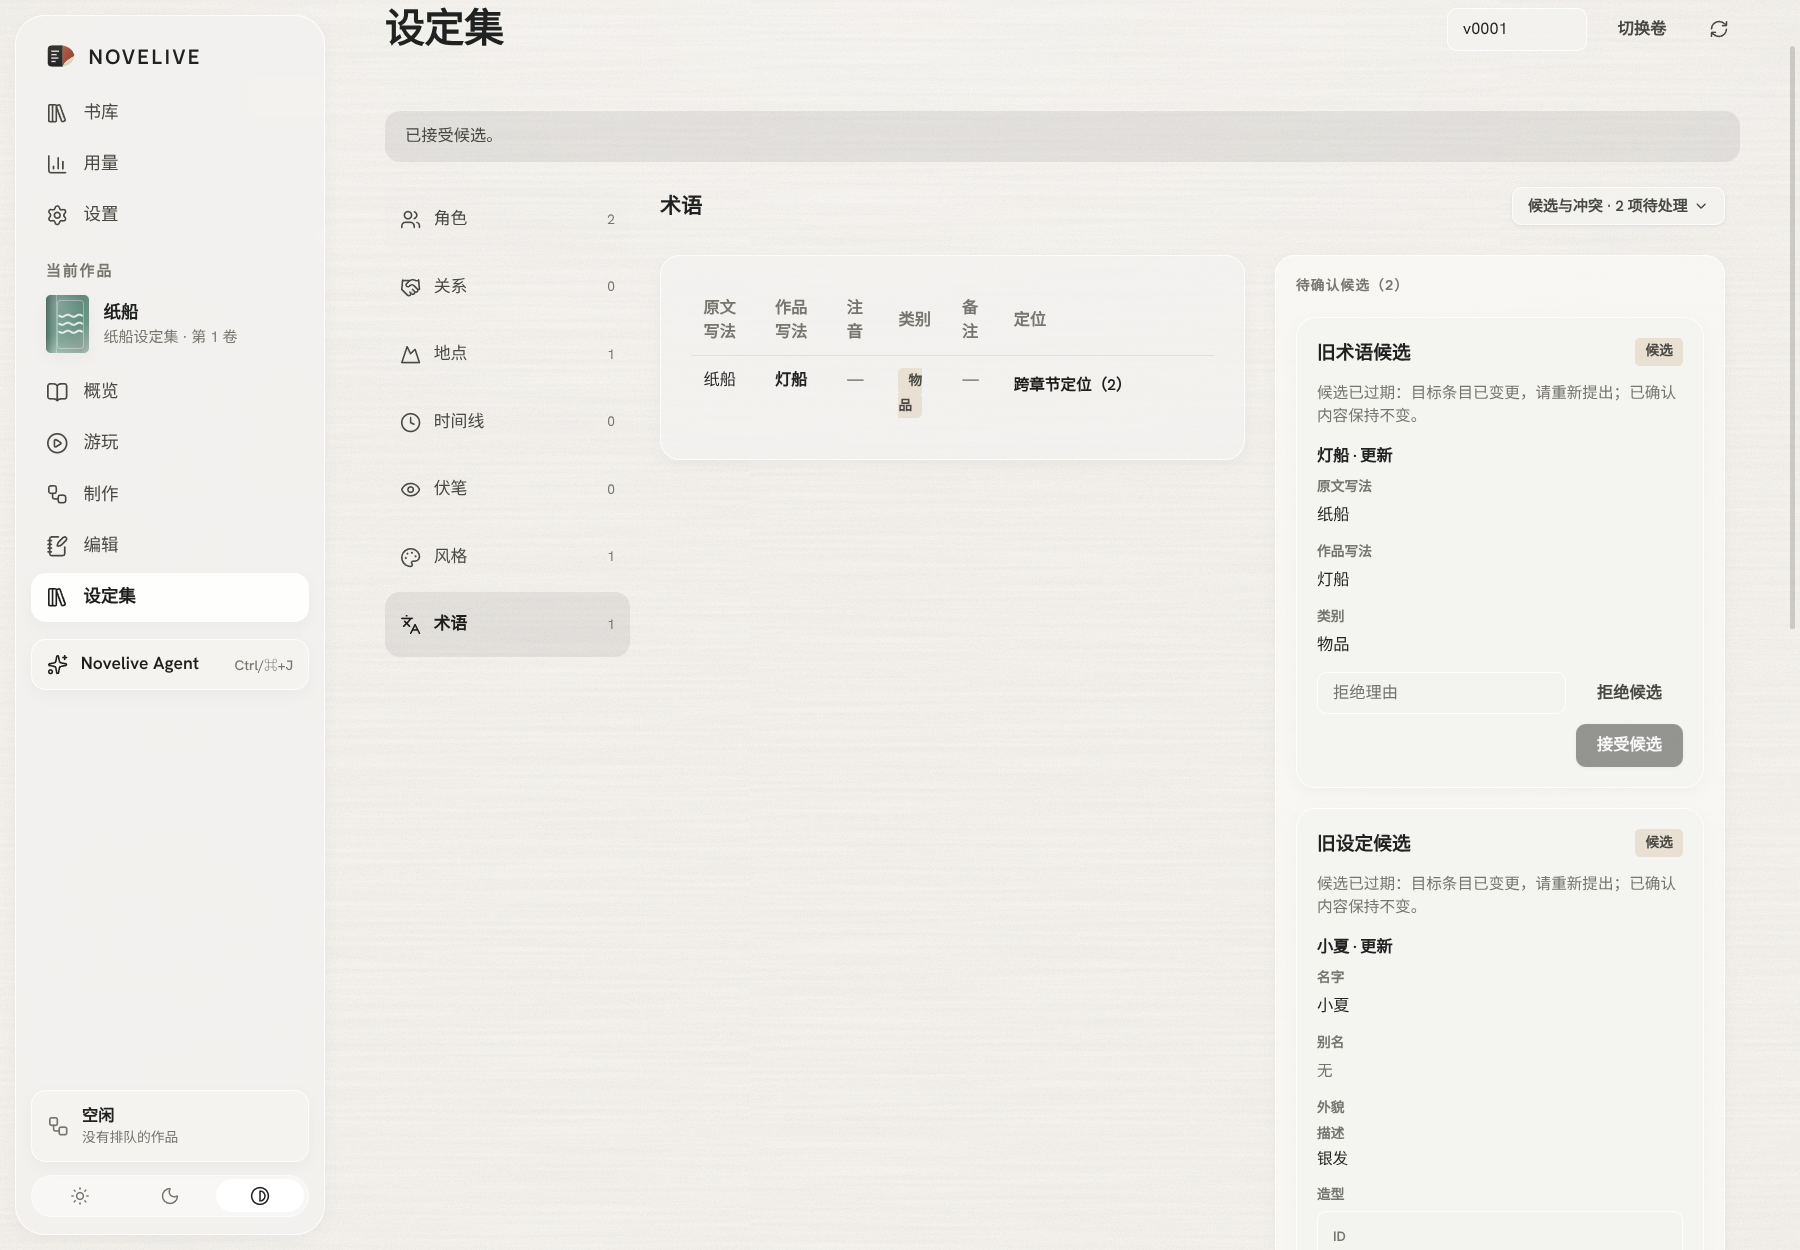 NOVELIVE
书库
用量
设置
当前作品
纸船
纸船设定集 · 第 1 卷
概览
游玩
制作
编辑
设定集
Novelive Agent Ctrl/⌘+J
空闲
没有排队的作品
设定集
v0001 切换卷
已接受候选。
角色 2
关系 0
地点 1
时间线 0
伏笔 0
风格 1
术语 1
术语
候选与冲突 · 2 项待处理
原文写法 作品写法 注音 类别 备注 定位
纸船 灯船 — 物品 — 跨章节定位（2）
待确认候选（2）
旧术语候选 候选
候选已过期：目标条目已变更，请重新提出；已确认
内容保持不变。
灯船 · 更新
原文写法
纸船
作品写法
灯船
类别
物品
拒绝理由 拒绝候选
接受候选
旧设定候选 候选
候选已过期：目标条目已变更，请重新提出；已确认
内容保持不变。
小夏 · 更新
名字
小夏
别名
无
外貌
描述
银发
造型
ID